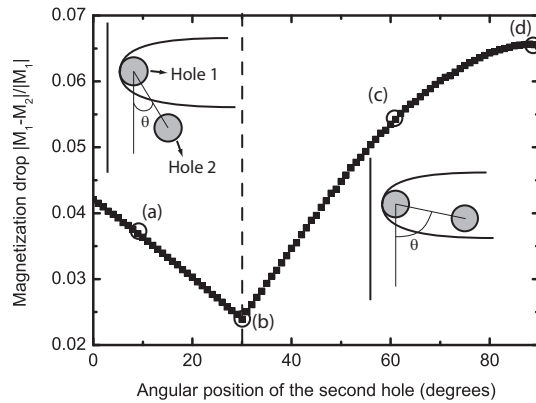 Magnetization drop |M1-M2|/|M1|
0.07
0.06
0.05
0.04
0.03
0.02
0
20
40
60
80
Angular position of the second hole (degrees)
Hole 1
θ
Hole 2
(a)
(b)
(c)
(d)
θ